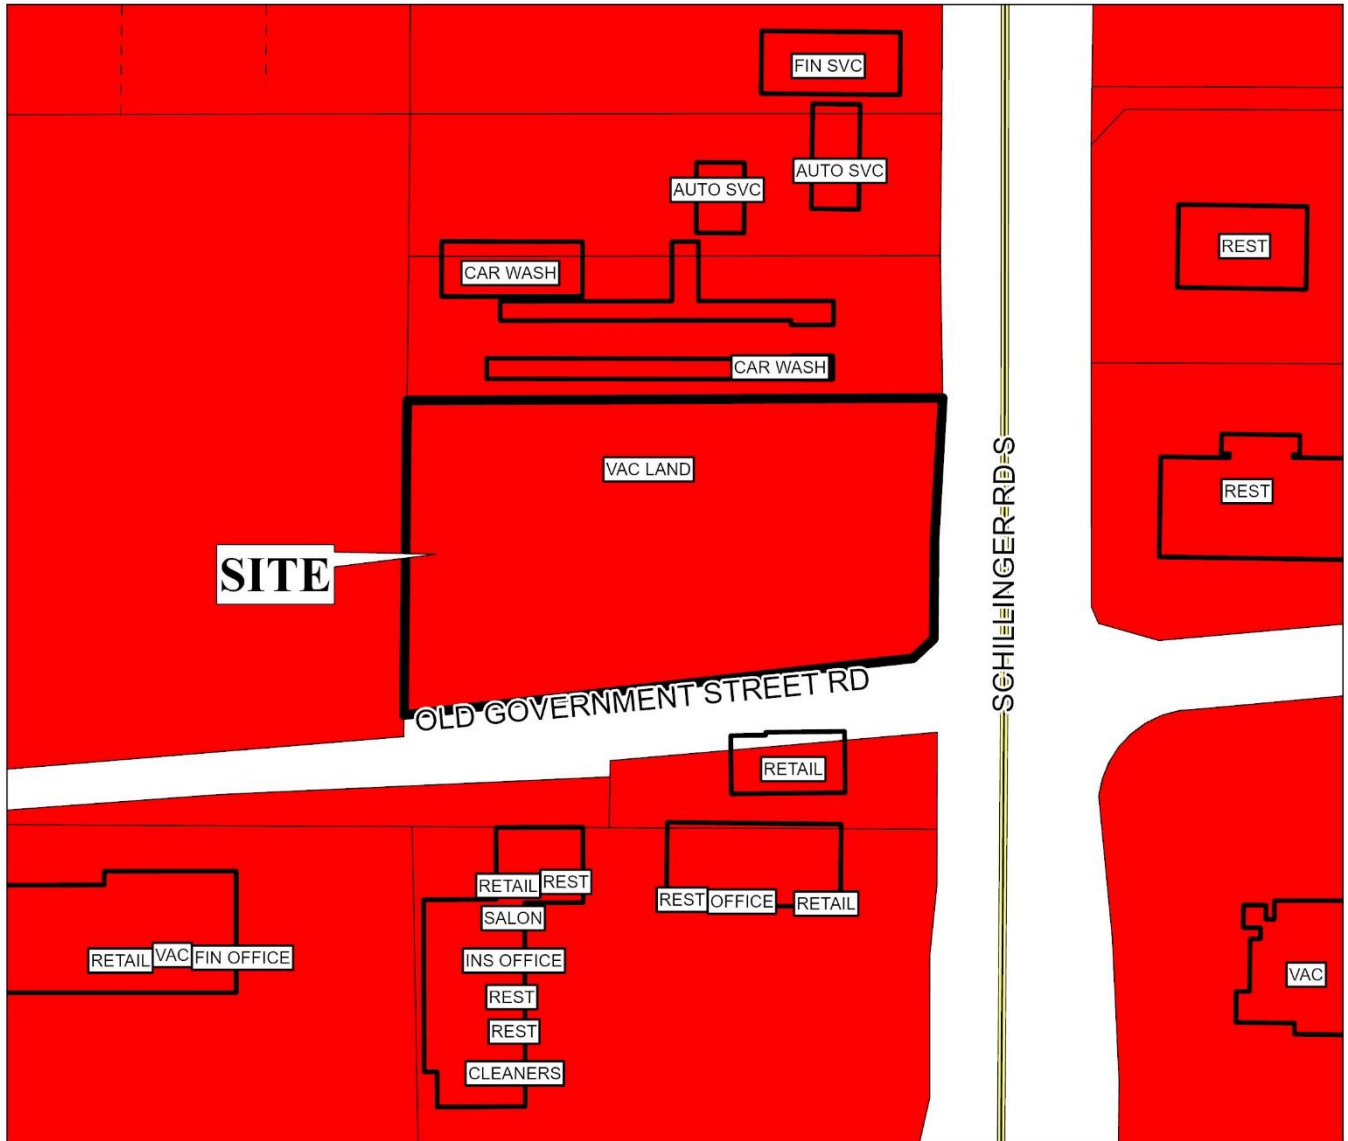 FIN SVC
AUTO SVC
AUTO SVC
REST
CAR WASH
CAR WASH
VAC LAND
REST
SITE
SCHILLINGER RD S
OLD GOVERNMENT STREET RD
RETAIL
RETAIL REST
REST OFFICE RETAIL
SALON
RETAIL VAC FIN OFFICE
INS OFFICE
VAC
REST
REST
CLEANERS